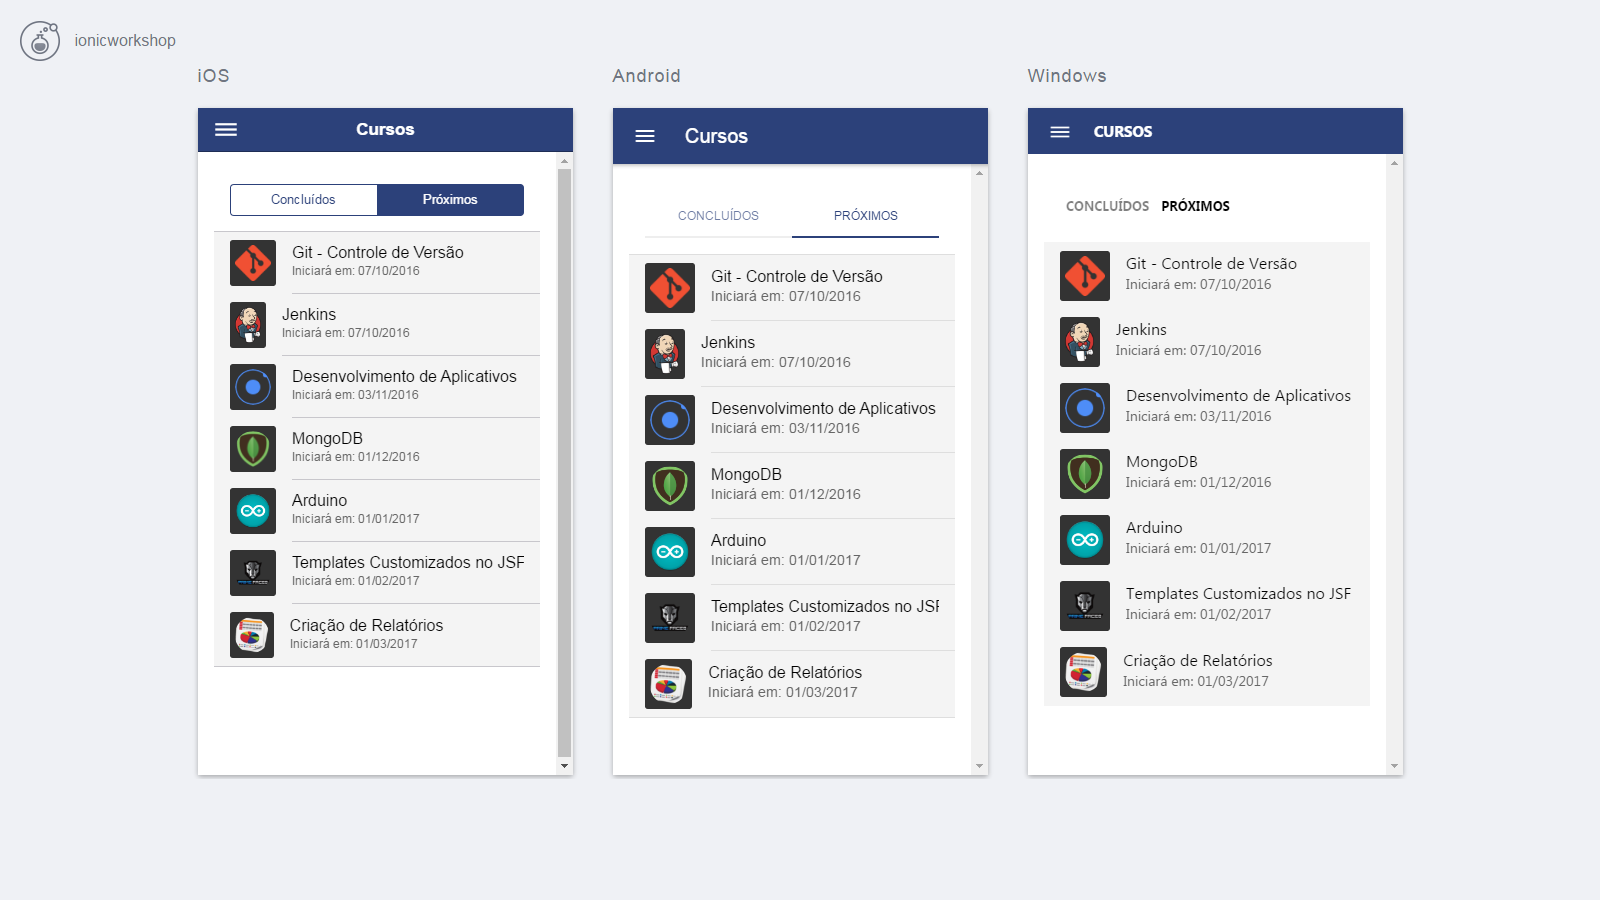 ionicworkshop
iOS
Cursos
Concluídos
Próximos
Git - Controle de Versão
Iniciará em: 07/10/2016
Jenkins
Iniciará em: 07/10/2016
Desenvolvimento de Aplicativos
Iniciará em: 03/11/2016
MongoDB
Iniciará em: 01/12/2016
Arduino
Iniciará em: 01/01/2017
Templates Customizados no JSF
Iniciará em: 01/02/2017
Criação de Relatórios
Iniciará em: 01/03/2017
Android
Cursos
CONCLUÍDOS
PRÓXIMOS
Git - Controle de Versão
Iniciará em: 07/10/2016
Jenkins
Iniciará em: 07/10/2016
Desenvolvimento de Aplicativos
Iniciará em: 03/11/2016
MongoDB
Iniciará em: 01/12/2016
Arduino
Iniciará em: 01/01/2017
Templates Customizados no JSF
Iniciará em: 01/02/2017
Criação de Relatórios
Iniciará em: 01/03/2017
Windows
CURSOS
CONCLUÍDOS
PRÓXIMOS
Git - Controle de Versão
Iniciará em: 07/10/2016
Jenkins
Iniciará em: 07/10/2016
Desenvolvimento de Aplicativos
Iniciará em: 03/11/2016
MongoDB
Iniciará em: 01/12/2016
Arduino
Iniciará em: 01/01/2017
Templates Customizados no JSF
Iniciará em: 01/02/2017
Criação de Relatórios
Iniciará em: 01/03/2017